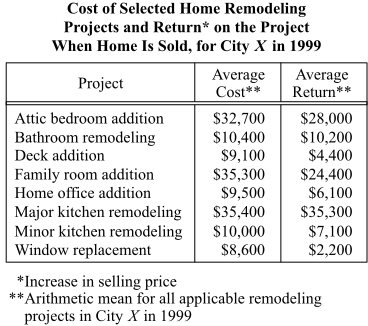 Cost of Selected Home Remodeling
Projects and Return* on the Project
When Home Is Sold, for City X in 1999
Project Average Cost** Average Return**
Attic bedroom addition $32,700 $28,000
Bathroom remodeling $10,400 $10,200
Deck addition $9,100 $4,400
Family room addition $35,300 $24,400
Home office addition $9,500 $6,100
Major kitchen remodeling $35,400 $35,300
Minor kitchen remodeling $10,000 $7,100
Window replacement $8,600 $2,200
*Increase in selling price
**Arithmetic mean for all applicable remodeling
projects in City X in 1999